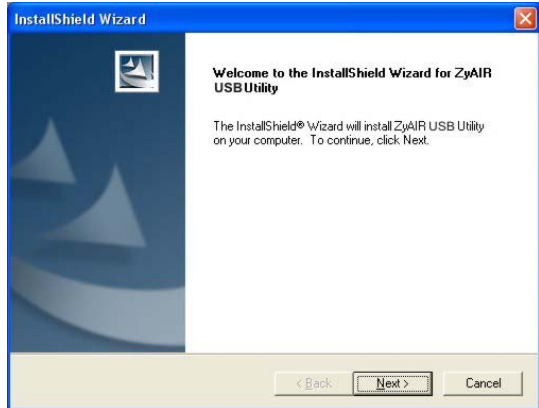 InstallShield Wizard
Welcome to the InstallShield Wizard for ZyAIR
USB Utility
The InstallShield® Wizard will install ZyAIR USB Utility
on your computer. To continue, click Next.
< Back
Next >
Cancel